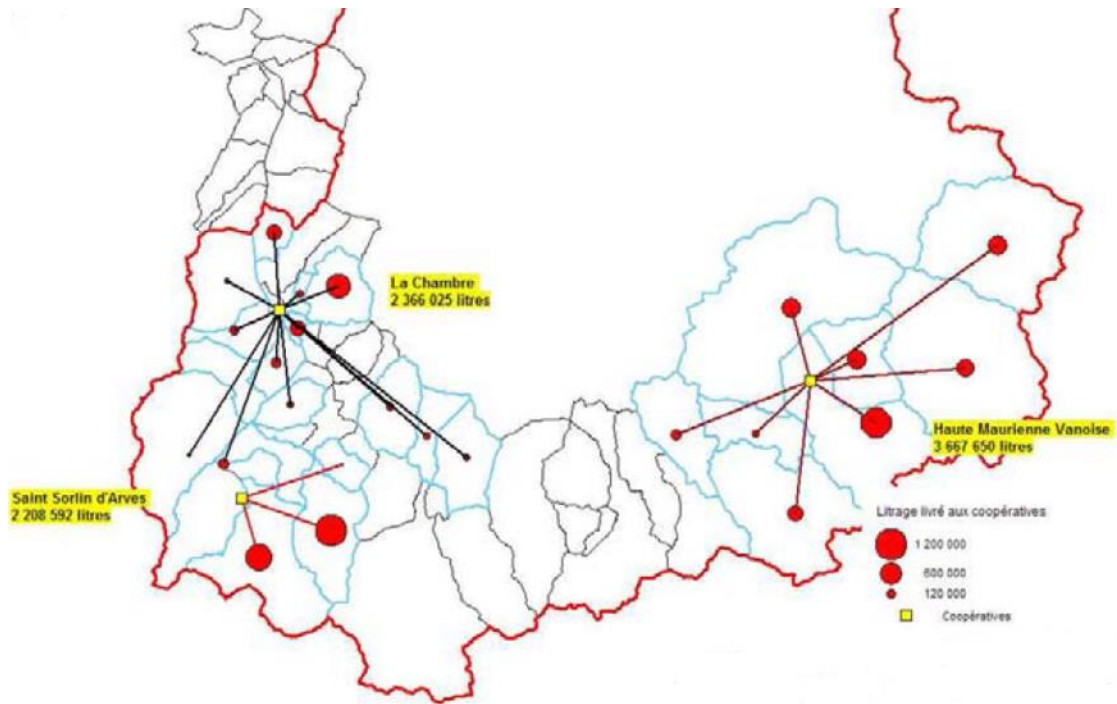 La Chambre
2 366 025 litres
Haute Maurienne Vanoise
3 667 650 litres
Saint Sorlin d'Arves
2 208 592 litres
Litrage livré aux coopératives
1 200 000
600 000
120 000
Coopératives